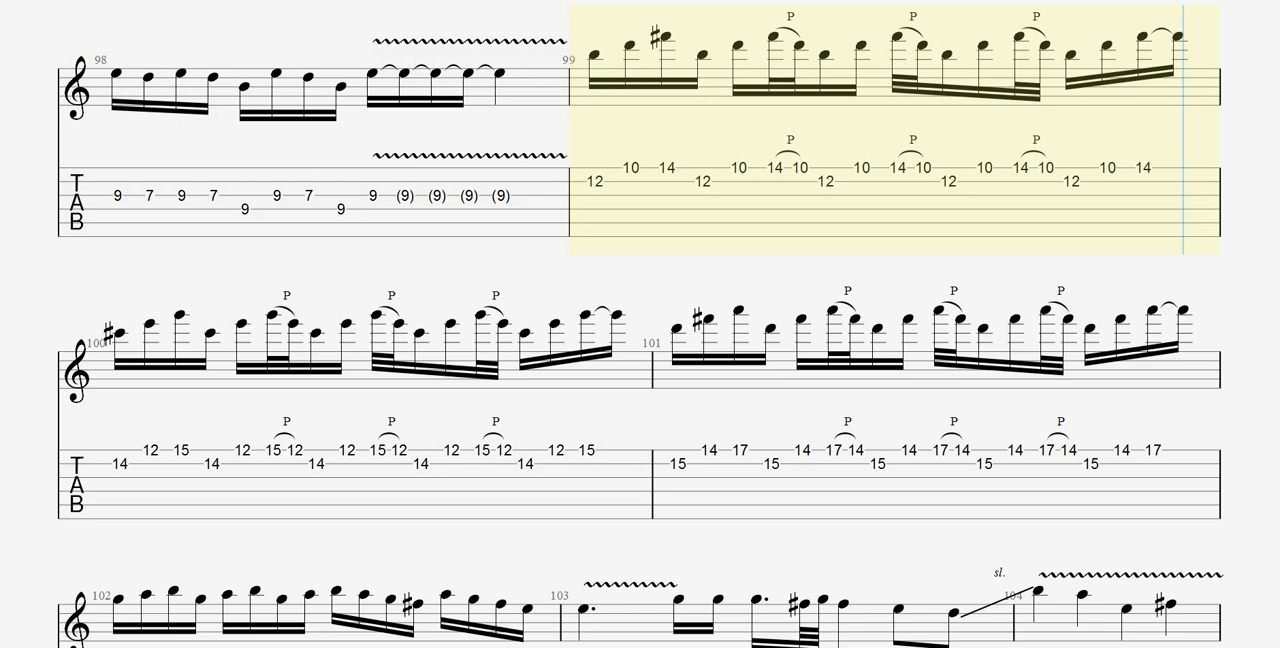 P P P
98 99
P P P
10 14 10 14 10 10 14 10 10 14 10 10 14
12 12 12 12 12
T 9 7 9 7 9 7 9 (9) (9) (9) (9)
A 9 9
B
P P P P P P
100 101
P P P P P P
12 15 12 15 12 12 15 12 12 15 12 12 15 14 17 14 17 14 14 17 14 14 17 14 14 17
T 14 14 14 14 14 15 15 15 15 15
A
B
sl.
102 103 104